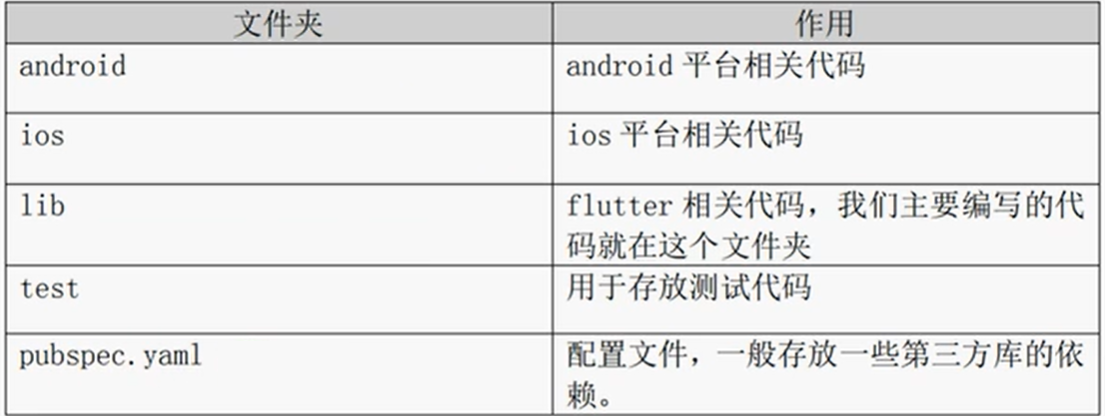 文件夹 作用
android android 平台相关代码
ios ios 平台相关代码
lib flutter 相关代码，我们主要编写的代
码就在这个文件夹
test 用于存放测试代码
pubspec.yaml 配置文件，一般存放一些第三方库的依
赖。